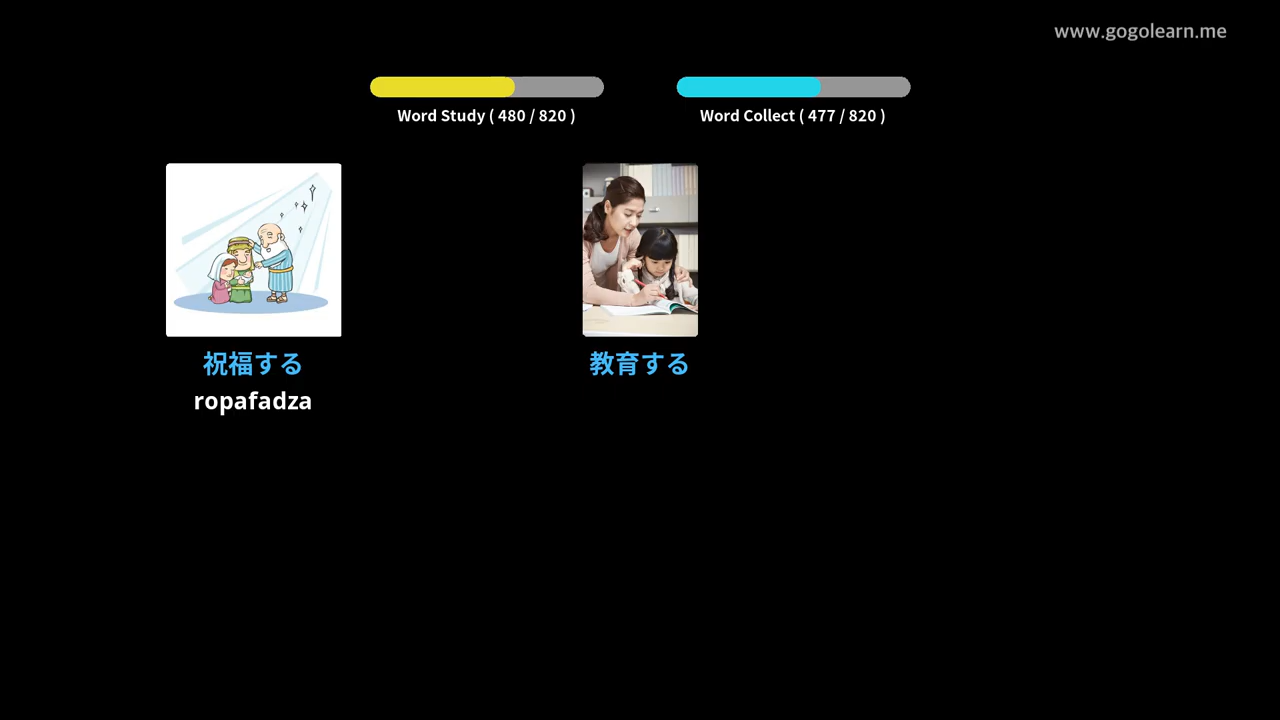 www.gogolearn.me
Word Study ( 480 / 820 )
Word Collect ( 477 / 820 )
祝福する
ropafadza
教育する